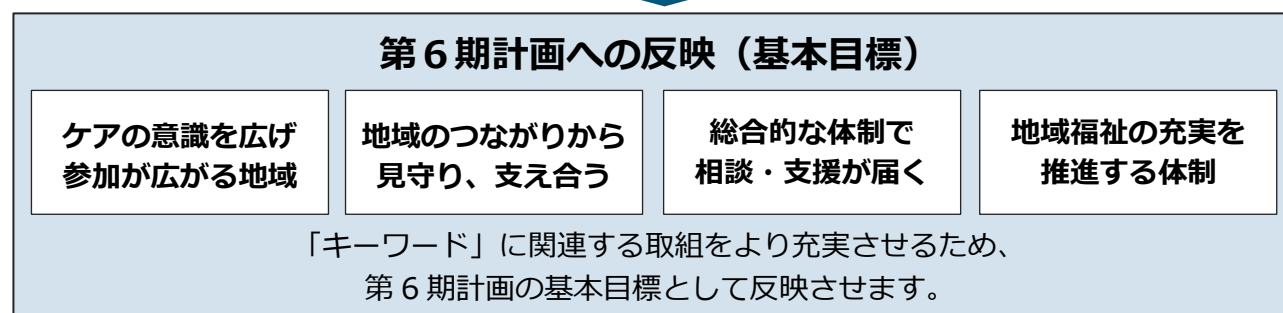 第６期計画への反映（基本目標）
ケアの意識を広げ
参加が広がる地域
地域のつながりから
見守り、支え合う
総合的な体制で
相談・支援が届く
地域福祉の充実を
推進する体制
「キーワード」に関連する取組をより充実させるため、
第６期計画の基本目標として反映させます。